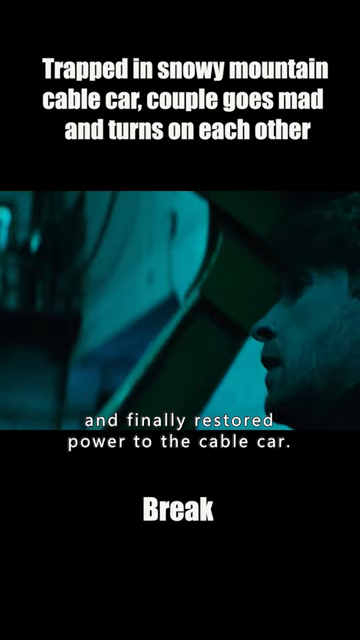 Trapped in snowy mountain
cable car, couple goes mad
and turns on each other
and finally restored
power to the cable car.
Break